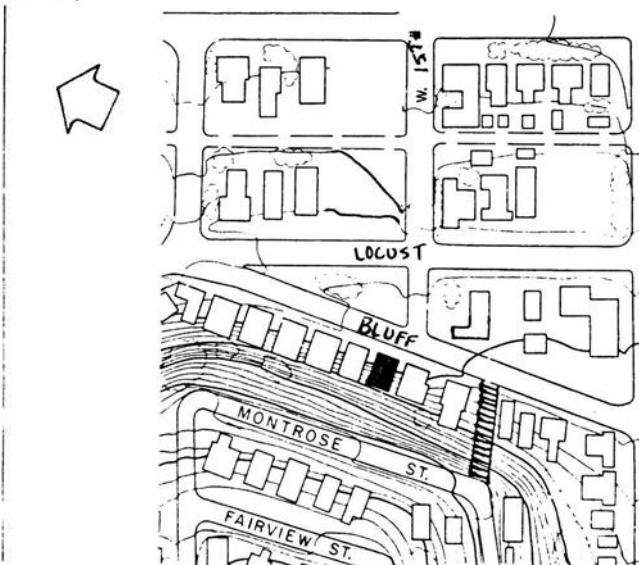 W. 15TH
LOCUST
BLUFF
MONTROSE ST.
FAIRVIEW ST.